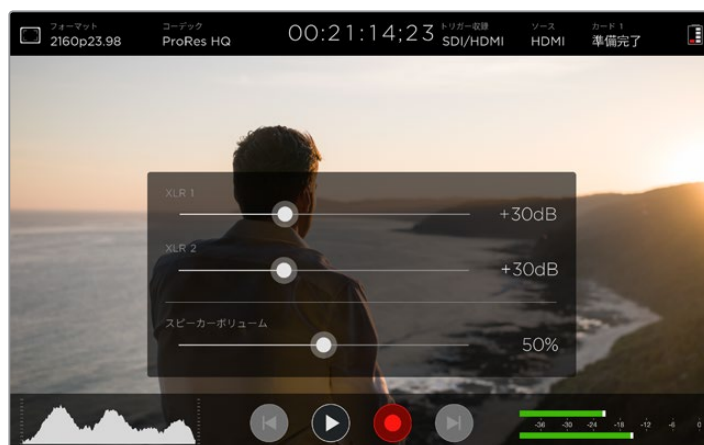 フォーマット コーデック トリガー収録 ソース カード 1
2160p23.98 ProRes HQ 00:21:14;23 SDI/HDMI HDMI 準備完了
XLR 1
+30dB
XLR 2
+30dB
スピーカーボリューム
50%
-36 -30 -24 -18 -12 -6 0